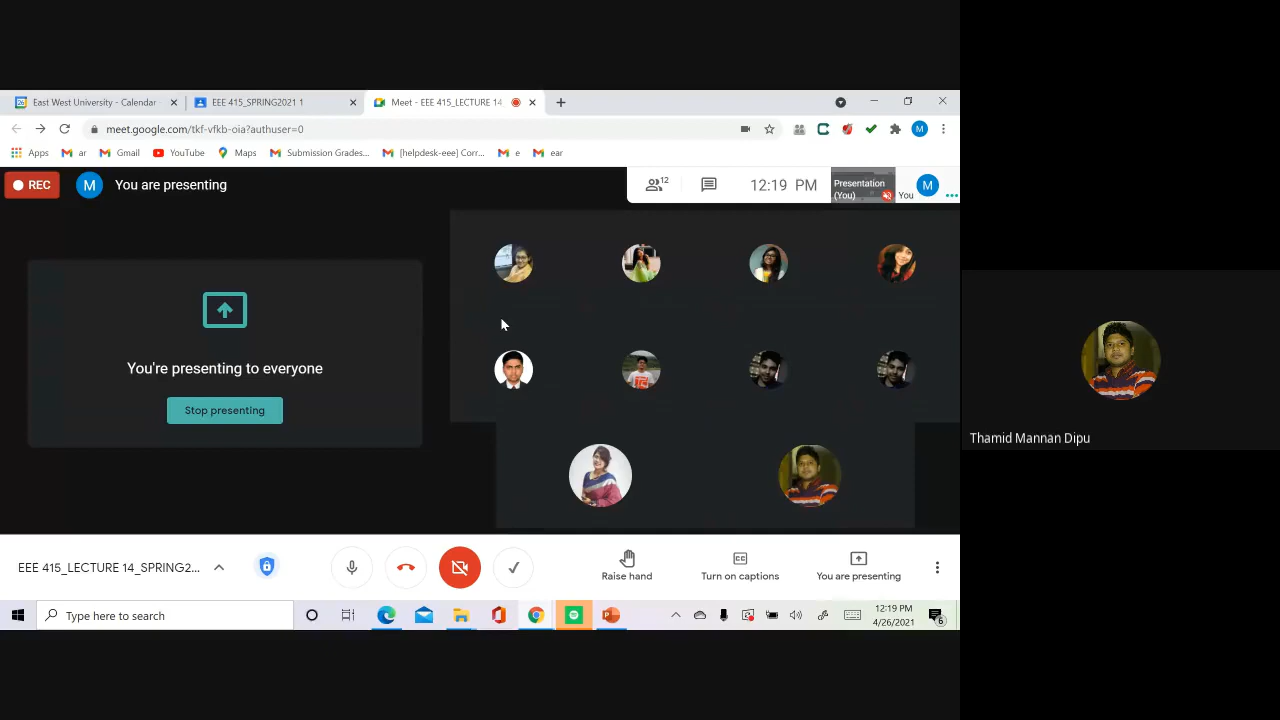 East West University - Calendar
EEE 415_SPRING2021 1
Meet - EEE 415_LECTURE 14
meet.google.com/tkf-vfkb-oia?authuser=0
M
Apps
ar
Gmail
YouTube
Maps
Submission Grades...
[helpdesk-eee] Corr...
e
ear
REC
M
You are presenting
12
12:19 PM
Presentation
(You)
You
M
You're presenting to everyone
Stop presenting
Thamid Mannan Dipu
EEE 415_LECTURE 14_SPRING2...
Raise hand
Turn on captions
You are presenting
Type here to search
12:19 PM
4/26/2021
6